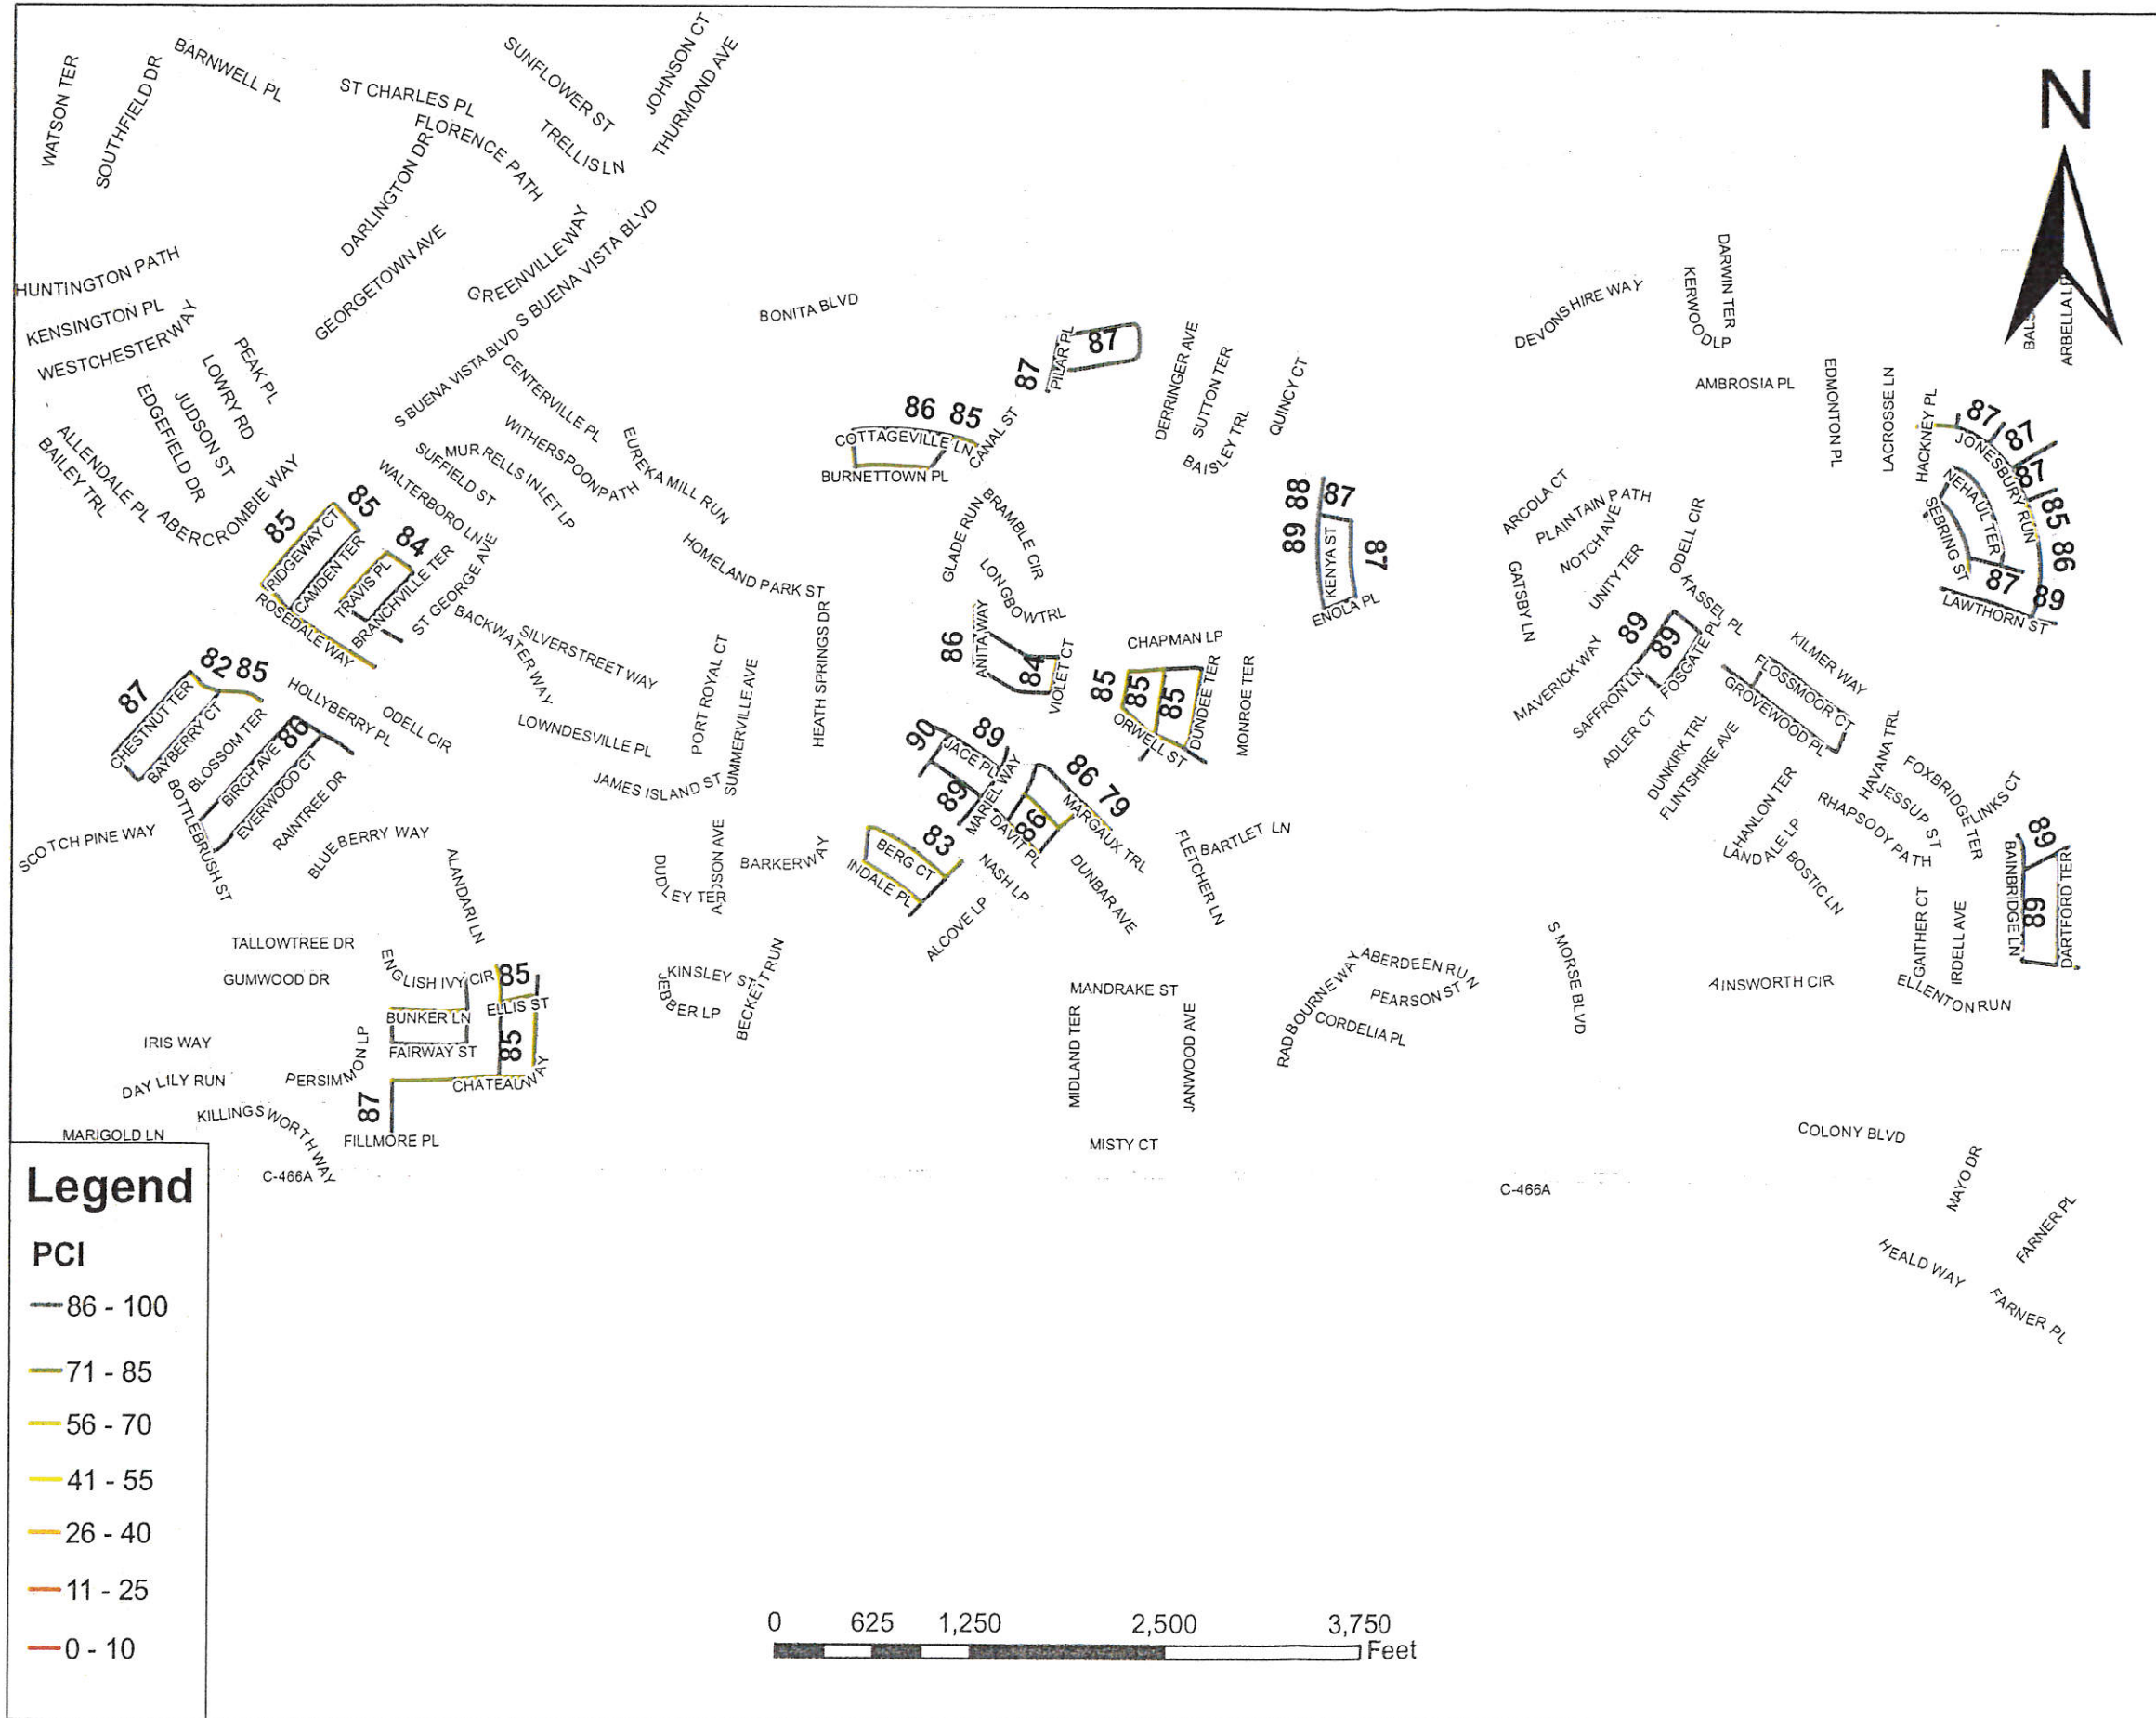 N
WATSON TER
SOUTHFIELD DR
BARNWELL PL
ST CHARLES PL
FLORENCE PATH
DARLINGTON DR
SUNFLOWER ST
TRELLIS LN
JOHNSON CT
THURMOND AVE
HUNTINGTON PATH
KENSINGTON PL
WESTCHESTER WAY
GEORGETOWN AVE
GREENVILLE WAY
S BUENA VISTA BLVD
S BUENA VISTA BLVD
PEAK PL
LOWRY RD
JUDSON ST
EDGEFIELD DR
ALLENDALE PL
BAILEY TRL
ABERCROMBIE WAY
CENTERVILLE PL
WITHERSPOON PATH
MURRELLS INLET LP
SUFFIELD ST
WALTERBORO LN
EUREKA MILL RUN
HOMELAND PARK ST
BONITA BLVD
87
PILAR PL
87
86 85
COTTAGEVILLE LN
CANAL ST
BURNETTOWN PL
DERRINGER AVE
SUTTON TER
BAISLEY TRL
QUINCY CT
DEVONSHIRE WAY
KERWOOD LP
DARWIN TER
AMBROSIA PL
EDMONTON PL
LACROSSE LN
HACKNEY PL
ARBELLA LP
87
87
87
85
86
89
JONESBURY RUN
NEHAUL TER
SEBRING ST
87
LAWTHORN ST
85
85
RIDGEWAY CT
CAMDEN TER
84
TRAVIS PL
BRANCHVILLE TER
ST GEORGE AVE
ROSEDALE WAY
BACKWATER WAY
SILVERSTREET WAY
GLADE RUN
BRAMBLE CIR
LONGBOW TRL
86
ANITA WAY
84
VIOLET CT
89 88
87
KENYA ST
87
ENOLA PL
ARCOLA CT
PLAINTAIN PATH
NOTCH AVE
UNITY TER
GATSBY LN
ODELL CIR
KASSEL PL
89
89
FOSGATE PL
SAFFRON LN
MAVERICK WAY
ADLER CT
KILMER WAY
FLOSSMOOR CT
GROVEWOOD PL
DUNKIRK TRL
FLINTSHIRE AVE
87
82 85
CHESTNUT TER
BAYBERRY CT
BLOSSOM TER
BIRCH AVE
86
EVERWOOD CT
RAINTREE DR
HOLLYBERRY PL
ODELL CIR
BOTTLEBRUSH ST
BLUEBERRY WAY
SCOTCH PINE WAY
LOWNDESVILLE PL
JAMES ISLAND ST
PORT ROYAL CT
SUMMERVILLE AVE
HEATH SPRINGS DR
CHAPMAN LP
85
85
85
DUNDEE TER
ORWELL ST
MONROE TER
90
89
JACE PL
89
MARIEL WAY
86 79
MARGAUX TRL
86
DAVIT PL
83
BERG CT
INDALE PL
NASH LP
ALCOVE LP
DUNBAR AVE
FLETCHER LN
BARTLET LN
BARKER WAY
DUDLEY TER
HANLON TER
LANDALE LP
BOSTIC LN
RHAPSODY PATH
HAVANA TRL
JESSUP ST
FOXBRIDGE TER
LINKS CT
89
BAINBRIDGE LN
89
DARTFORD TER
GAITHER CT
IRDELL AVE
ELLENTON RUN
AINSWORTH CIR
ALANDARI LN
TALLOWTREE DR
GUMWOOD DR
ENGLISH IVY CIR
85
ELLIS ST
BUNKER LN
FAIRWAY ST
85
CHATEAU WAY
87
FILLMORE PL
PERSIMMON LP
IRIS WAY
DAY LILY RUN
KILLINGSWORTH WAY
MARIGOLD LN
C-466A
KINSLEY ST
JEBBER LP
BECKETT RUN
MANDRAKE ST
MIDLAND TER
JANWOOD AVE
MISTY CT
RADBOURNE WAY
ABERDEEN RUN
PEARSON ST
CORDELIA PL
S MORSE BLVD
C-466A
COLONY BLVD
MAYO DR
HEALD WAY
FARNER PL
FARNER PL
Legend
PCI
86 - 100
71 - 85
56 - 70
41 - 55
26 - 40
11 - 25
0 - 10
0 625 1,250 2,500 3,750
Feet